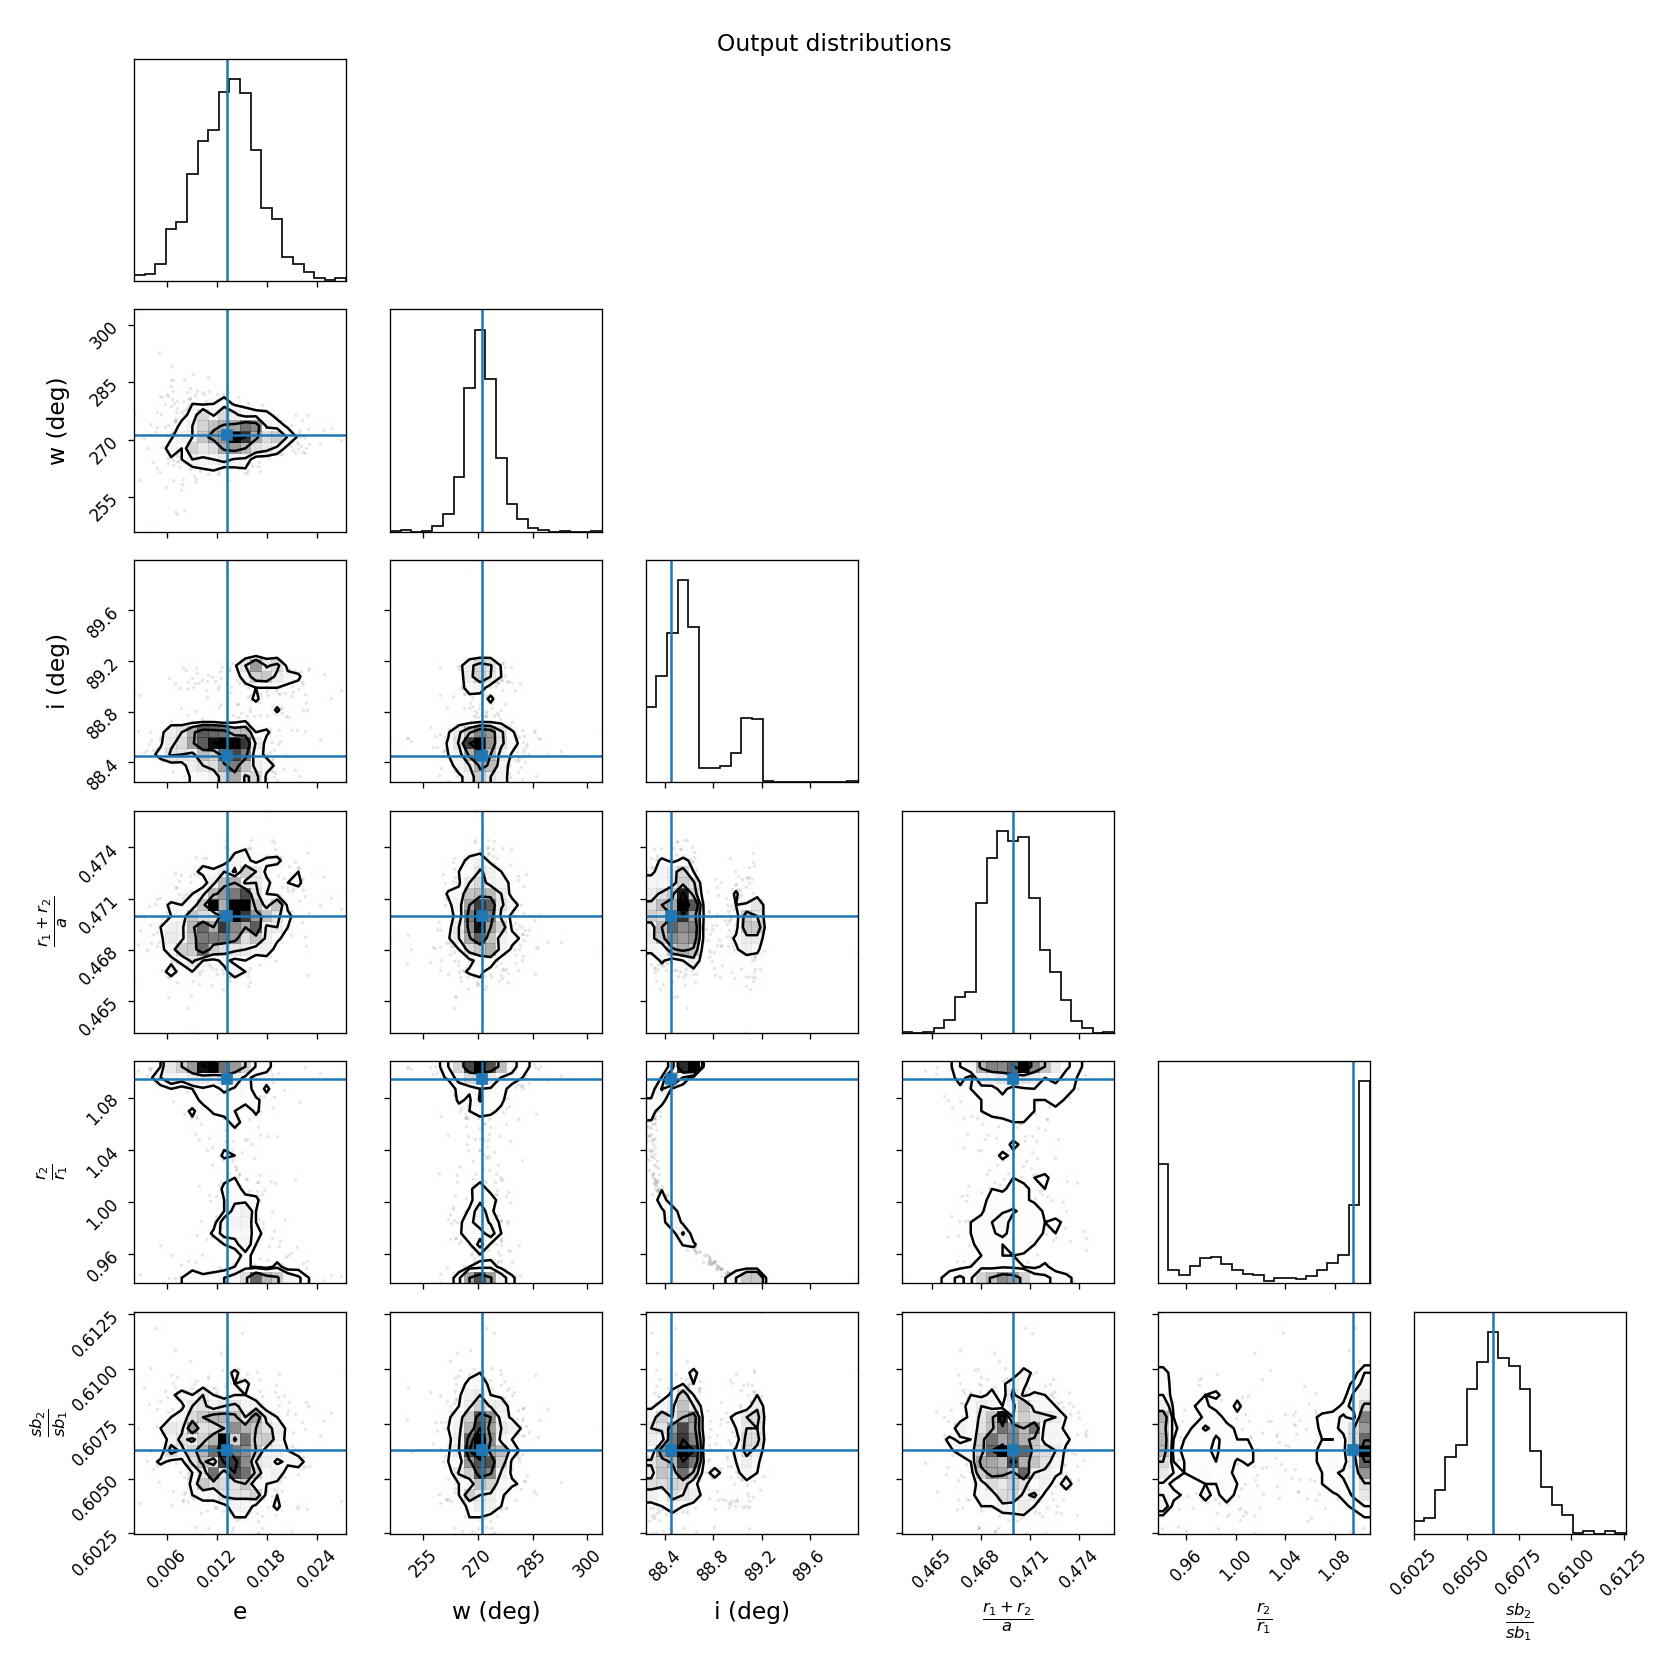 Output distributions
300
285
270
255
w (deg)
89.6
89.2
88.8
88.4
i (deg)
0.474
0.471
0.468
0.465
r₁ + r₂
a
1.08
1.04
1.00
0.96
r₂
r₁
0.6125
0.6100
0.6075
0.6050
0.6025
sb₂
sb₁
0.006 0.012 0.018 0.024 255 270 285 300 88.4 88.8 89.2 89.6 0.465 0.468 0.471 0.474 0.96 1.00 1.04 1.08 0.6025 0.6050 0.6075 0.6100 0.6125
e w (deg) i (deg) r₁ + r₂ r₂ sb₂
a r₁ sb₁